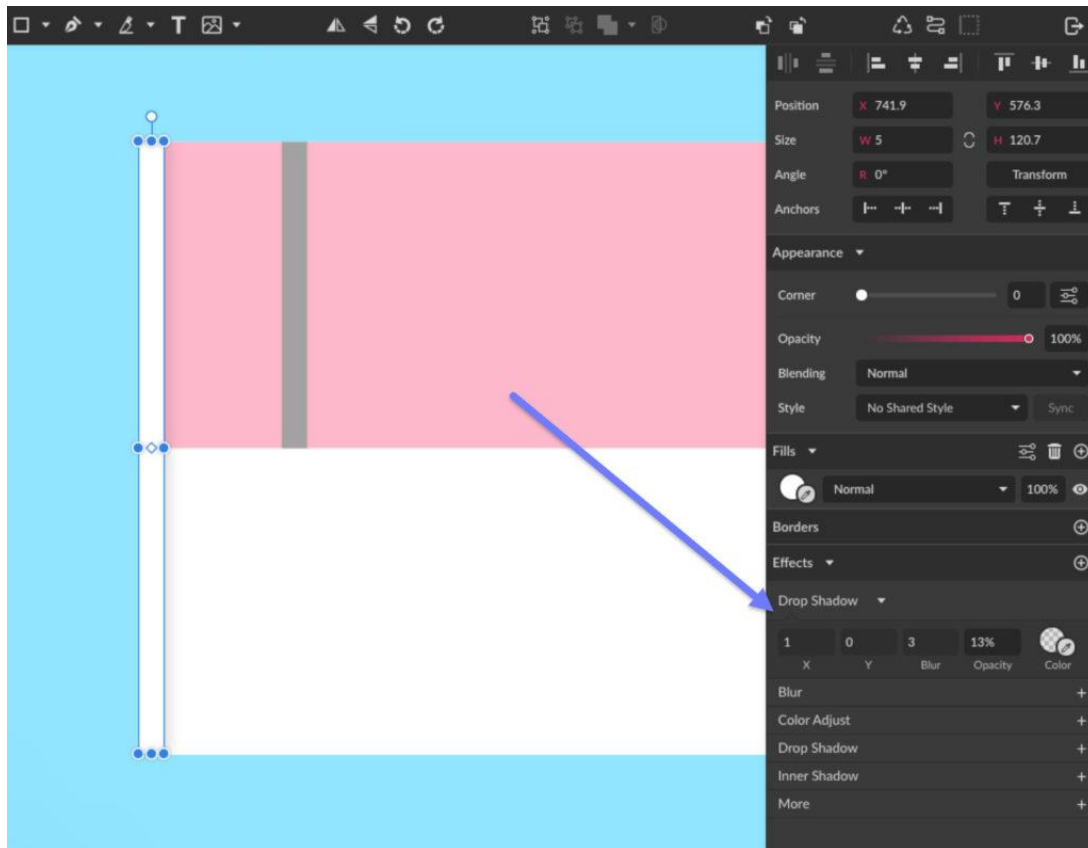 T
Position X 741.9 Y 576.3
Size W 5 H 120.7
Angle R 0° Transform
Anchors
Appearance
Corner 0
Opacity 100%
Blending Normal
Style No Shared Style Sync
Fills
Normal 100%
Borders
Effects
Drop Shadow
1 0 3 13%
X Y Blur Opacity Color
Blur
Color Adjust
Drop Shadow
Inner Shadow
More